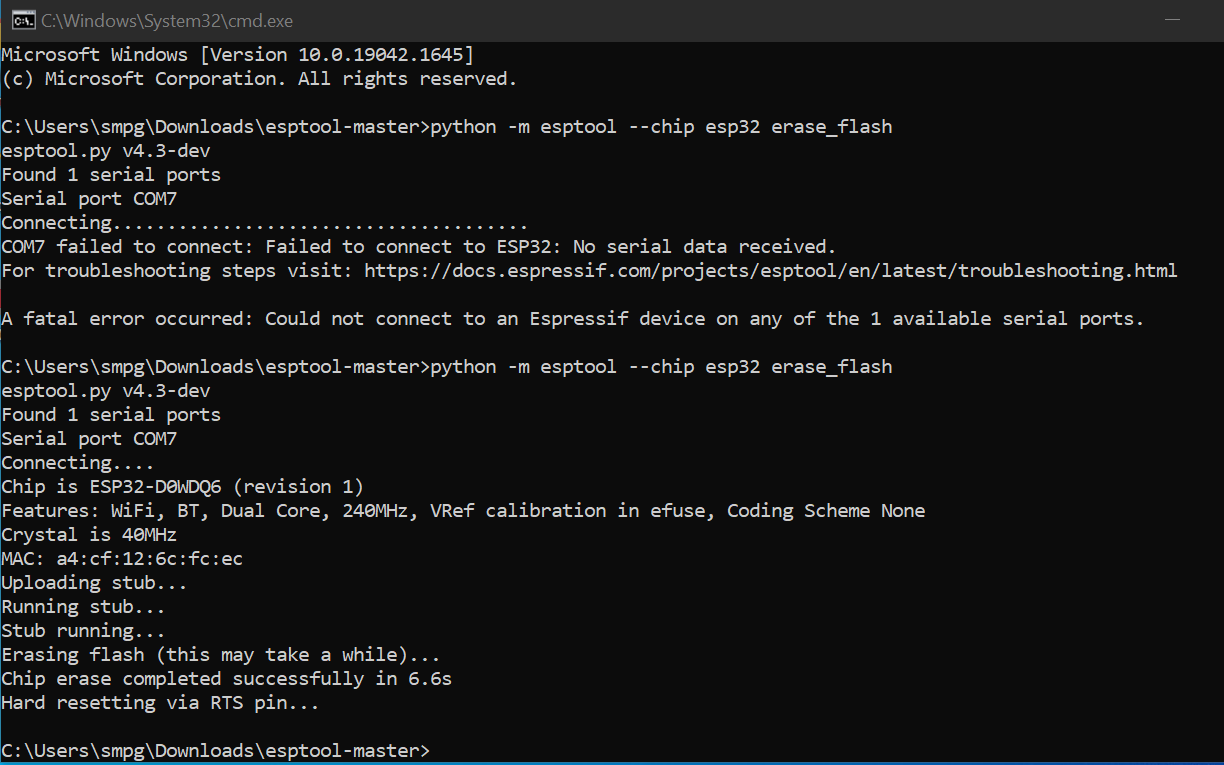 C:\Windows\System32\cmd.exe
Microsoft Windows [Version 10.0.19042.1645]
(c) Microsoft Corporation. All rights reserved.
C:\Users\smpg\Downloads\esptool-master>python -m esptool --chip esp32 erase_flash
esptool.py v4.3-dev
Found 1 serial ports
Serial port COM7
Connecting......................................
COM7 failed to connect: Failed to connect to ESP32: No serial data received.
For troubleshooting steps visit: https://docs.espressif.com/projects/esptool/en/latest/troubleshooting.html
A fatal error occurred: Could not connect to an Espressif device on any of the 1 available serial ports.
C:\Users\smpg\Downloads\esptool-master>python -m esptool --chip esp32 erase_flash
esptool.py v4.3-dev
Found 1 serial ports
Serial port COM7
Connecting....
Chip is ESP32-D0WDQ6 (revision 1)
Features: WiFi, BT, Dual Core, 240MHz, VRef calibration in efuse, Coding Scheme None
Crystal is 40MHz
MAC: a4:cf:12:6c:fc:ec
Uploading stub...
Running stub...
Stub running...
Erasing flash (this may take a while)...
Chip erase completed successfully in 6.6s
Hard resetting via RTS pin...
C:\Users\smpg\Downloads\esptool-master>